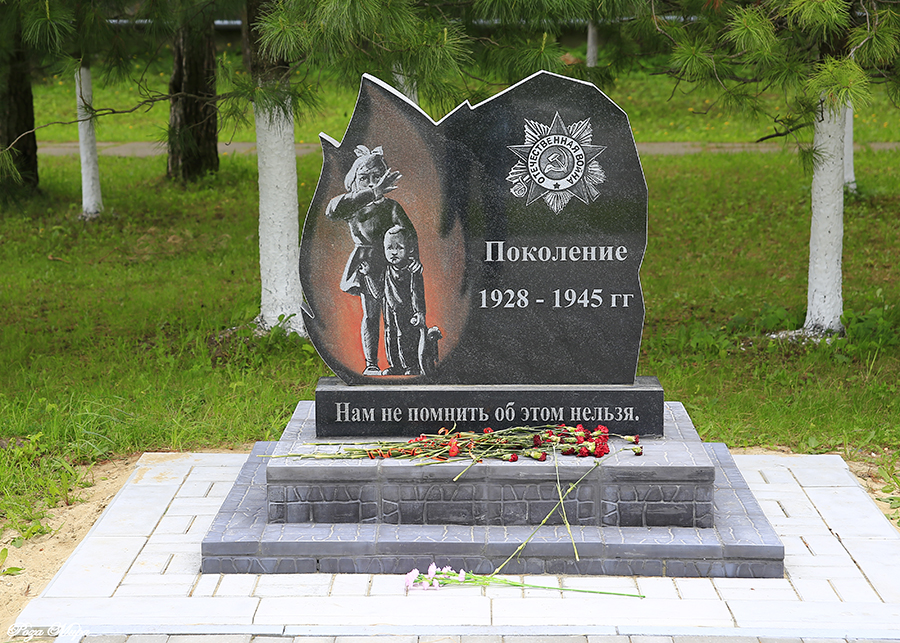 ОТЕЧЕСТВЕННАЯ ВОЙНА
Поколение
1928 - 1945 гг
Нам не помнить об этом нельзя.